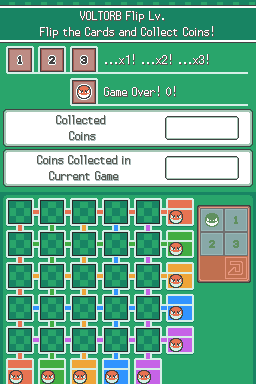 VOLTORB Flip Lv.
Flip the Cards and Collect Coins!
1 2 3 ...x1! ...x2! ...x3!
Game Over! 0!
Collected
Coins
Coins Collected in
Current Game
1
2 3